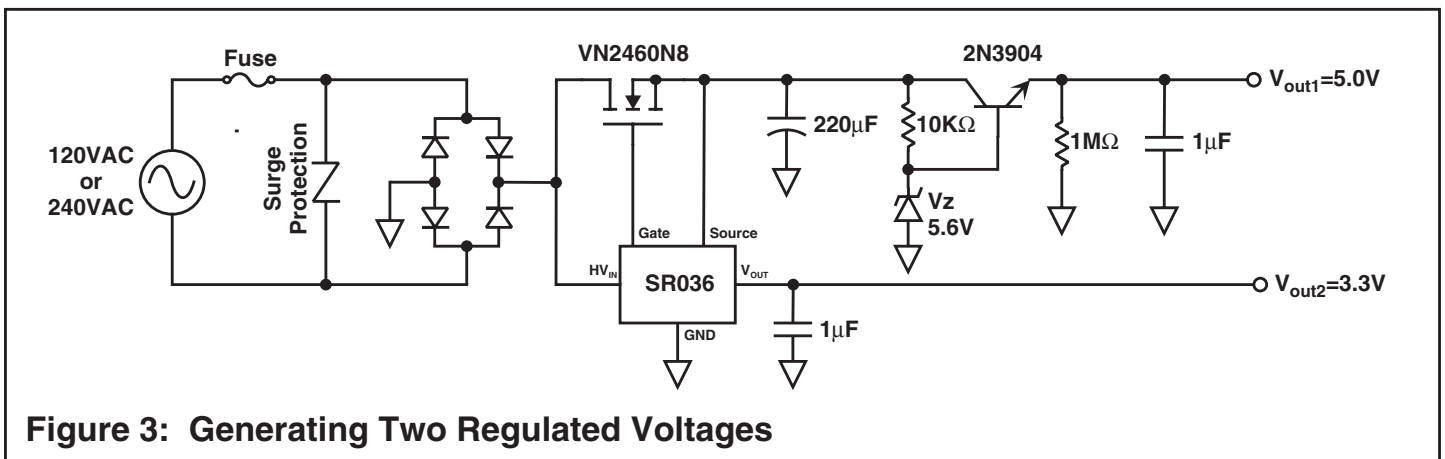 Fuse
VN2460N8
2N3904
Vout1=5.0V
120VAC
or
240VAC
Surge
Protection
220μF
10KΩ
1MΩ
1μF
Vz
5.6V
Gate
Source
HVIN
SR036
VOUT
GND
1μF
Vout2=3.3V
Figure 3: Generating Two Regulated Voltages